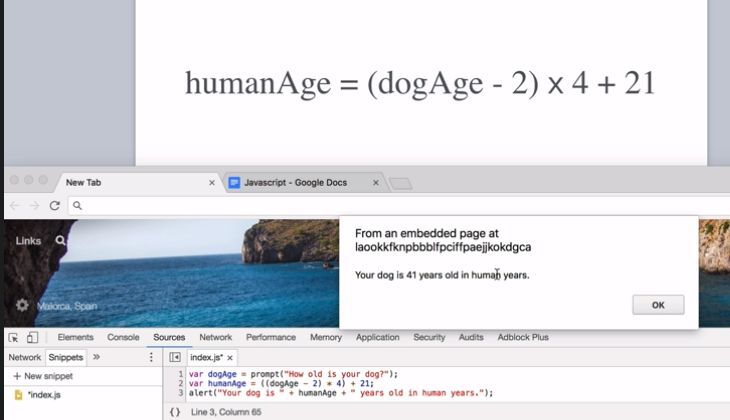 humanAge = (dogAge - 2) x 4 + 21
New Tab
Javascript - Google Docs
Links
From an embedded page at
laookkfknpbbblfpciffpaejjkokdgca
Your dog is 41 years old in human years.
OK
Malorca, Spain
Elements Console Sources Network Performance Memory Application Security Audits Adblock Plus
Network Snippets »
index.js*
+ New snippet
*index.js
1 var dogAge = prompt("How old is your dog?");
2 var humanAge = ((dogAge - 2) * 4) + 21;
3 alert("Your dog is " + humanAge + " years old in human years.");
{} Line 3, Column 65